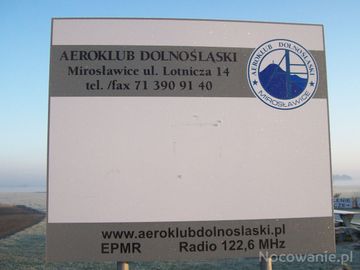 AEROKLUB DOLNOŚLĄSKI
Mirosławice ul. Lotnicza 14
tel. /fax 71 390 91 40
AEROKLUB DOLNOŚLĄSKI
MIROSŁAWICE
www.aeroklubdolnoslaski.pl
EPMR Radio 122,6 MHz
Nocowanie.pl